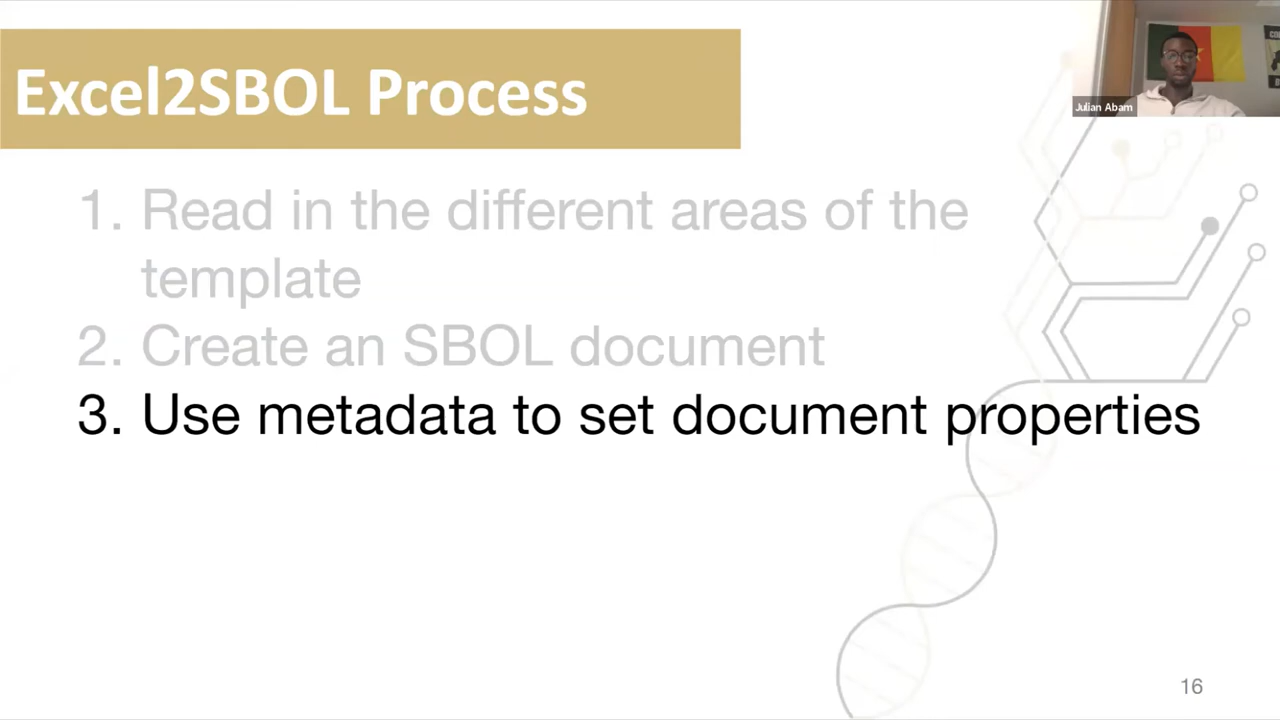 Excel2SBOL Process
Julian Abam
1. Read in the different areas of the
template
2. Create an SBOL document
3. Use metadata to set document properties
16